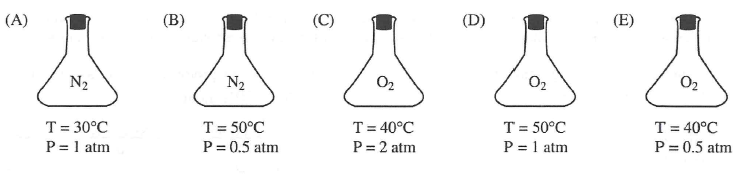 (A) (B) (C) (D) (E)
N₂ N₂ O₂ O₂ O₂
T = 30°C T = 50°C T = 40°C T = 50°C T = 40°C
P = 1 atm P = 0.5 atm P = 2 atm P = 1 atm P = 0.5 atm